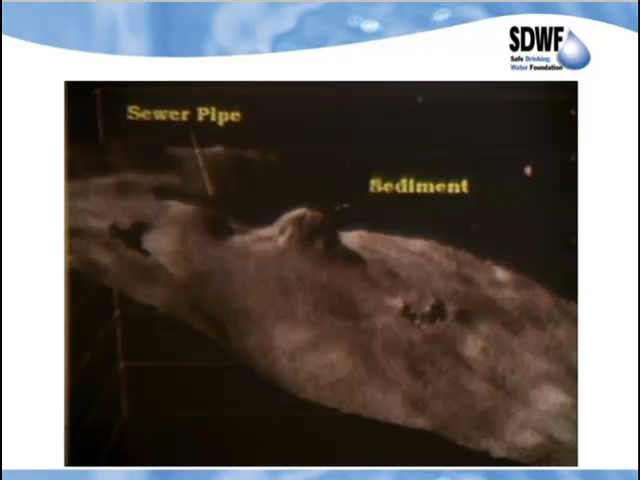 SDWF
Safe Drinking
Water Foundation
Sewer Pipe
Sediment